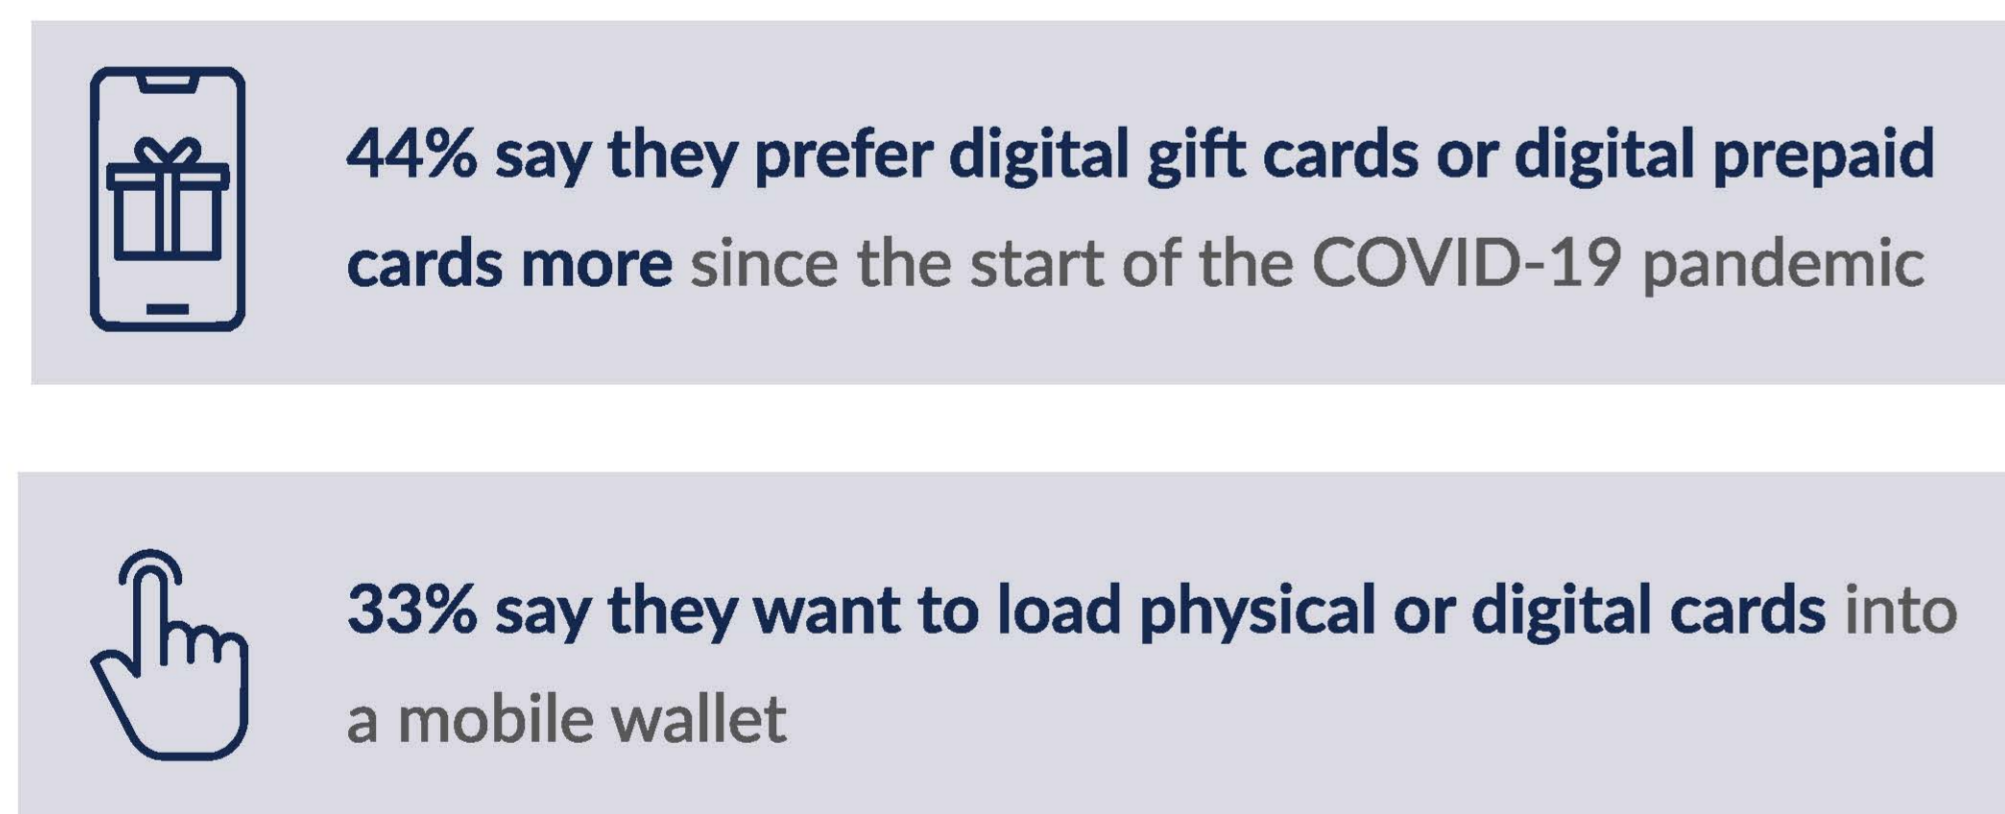 44% say they prefer digital gift cards or digital prepaid
cards more since the start of the COVID-19 pandemic
33% say they want to load physical or digital cards into
a mobile wallet